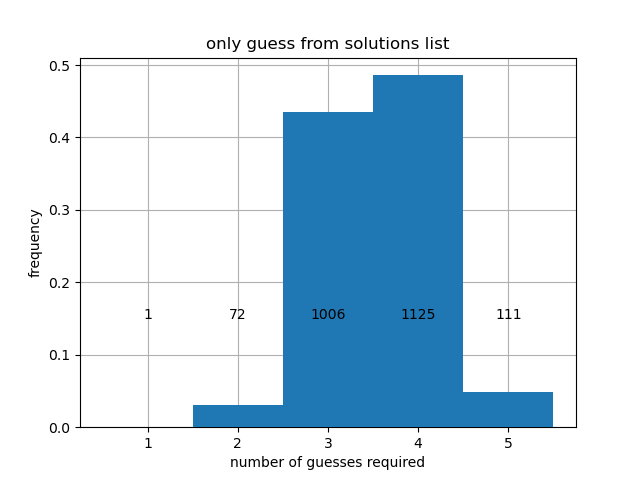 only guess from solutions list
0.5
0.4
0.3
0.2
0.1
0.0
frequency
1 72 1006 1125 111
1 2 3 4 5
number of guesses required